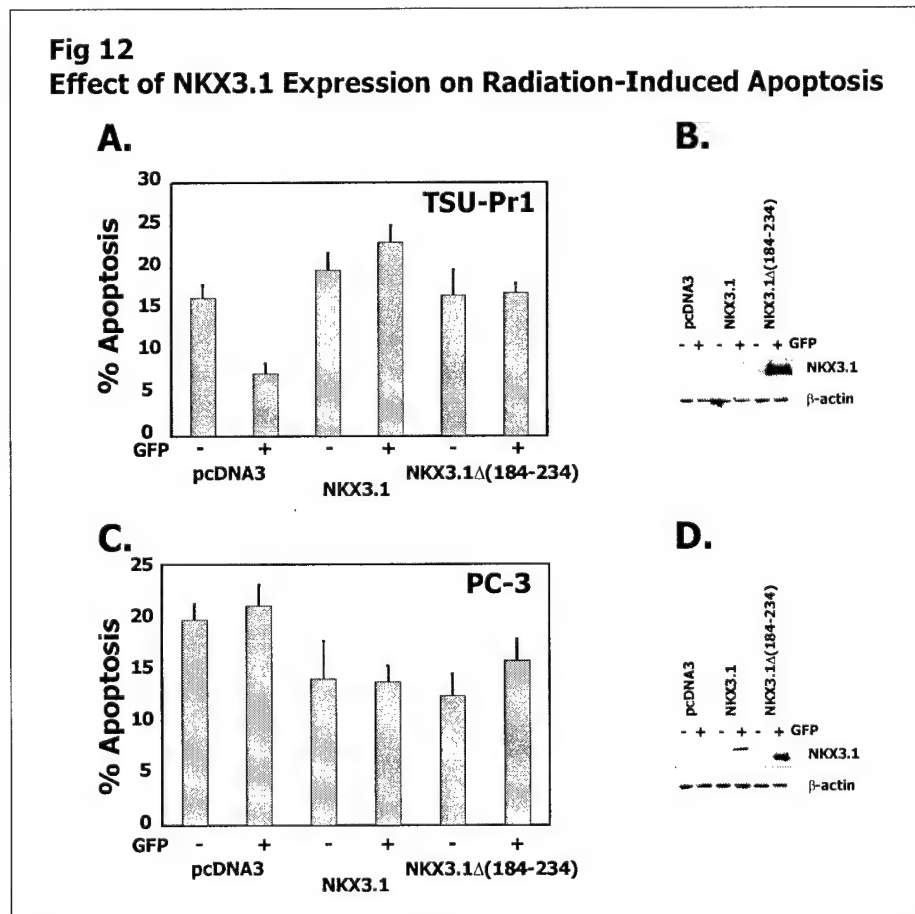 Fig 12
Effect of NKX3.1 Expression on Radiation-Induced Apoptosis
A.
% Apoptosis
30
25
20
15
10
5
0
TSU-Pr1
GFP - + - + - +
pcDNA3 NKX3.1 NKX3.1Δ(184-234)
B.
pcDNA3
NKX3.1
NKX3.1Δ(184-234)
- + - + - + GFP
NKX3.1
β-actin
C.
% Apoptosis
25
20
15
10
5
0
PC-3
GFP - + - + - +
pcDNA3 NKX3.1 NKX3.1Δ(184-234)
D.
pcDNA3
NKX3.1
NKX3.1Δ(184-234)
- + - + - + GFP
NKX3.1
β-actin